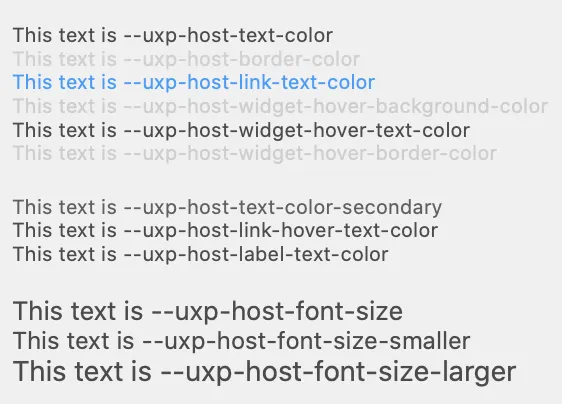 This text is --uxp-host-text-color
This text is --uxp-host-border-color
This text is --uxp-host-link-text-color
This text is --uxp-host-widget-hover-background-color
This text is --uxp-host-widget-hover-text-color
This text is --uxp-host-widget-hover-border-color
This text is --uxp-host-text-color-secondary
This text is --uxp-host-link-hover-text-color
This text is --uxp-host-label-text-color
This text is --uxp-host-font-size
This text is --uxp-host-font-size-smaller
This text is --uxp-host-font-size-larger